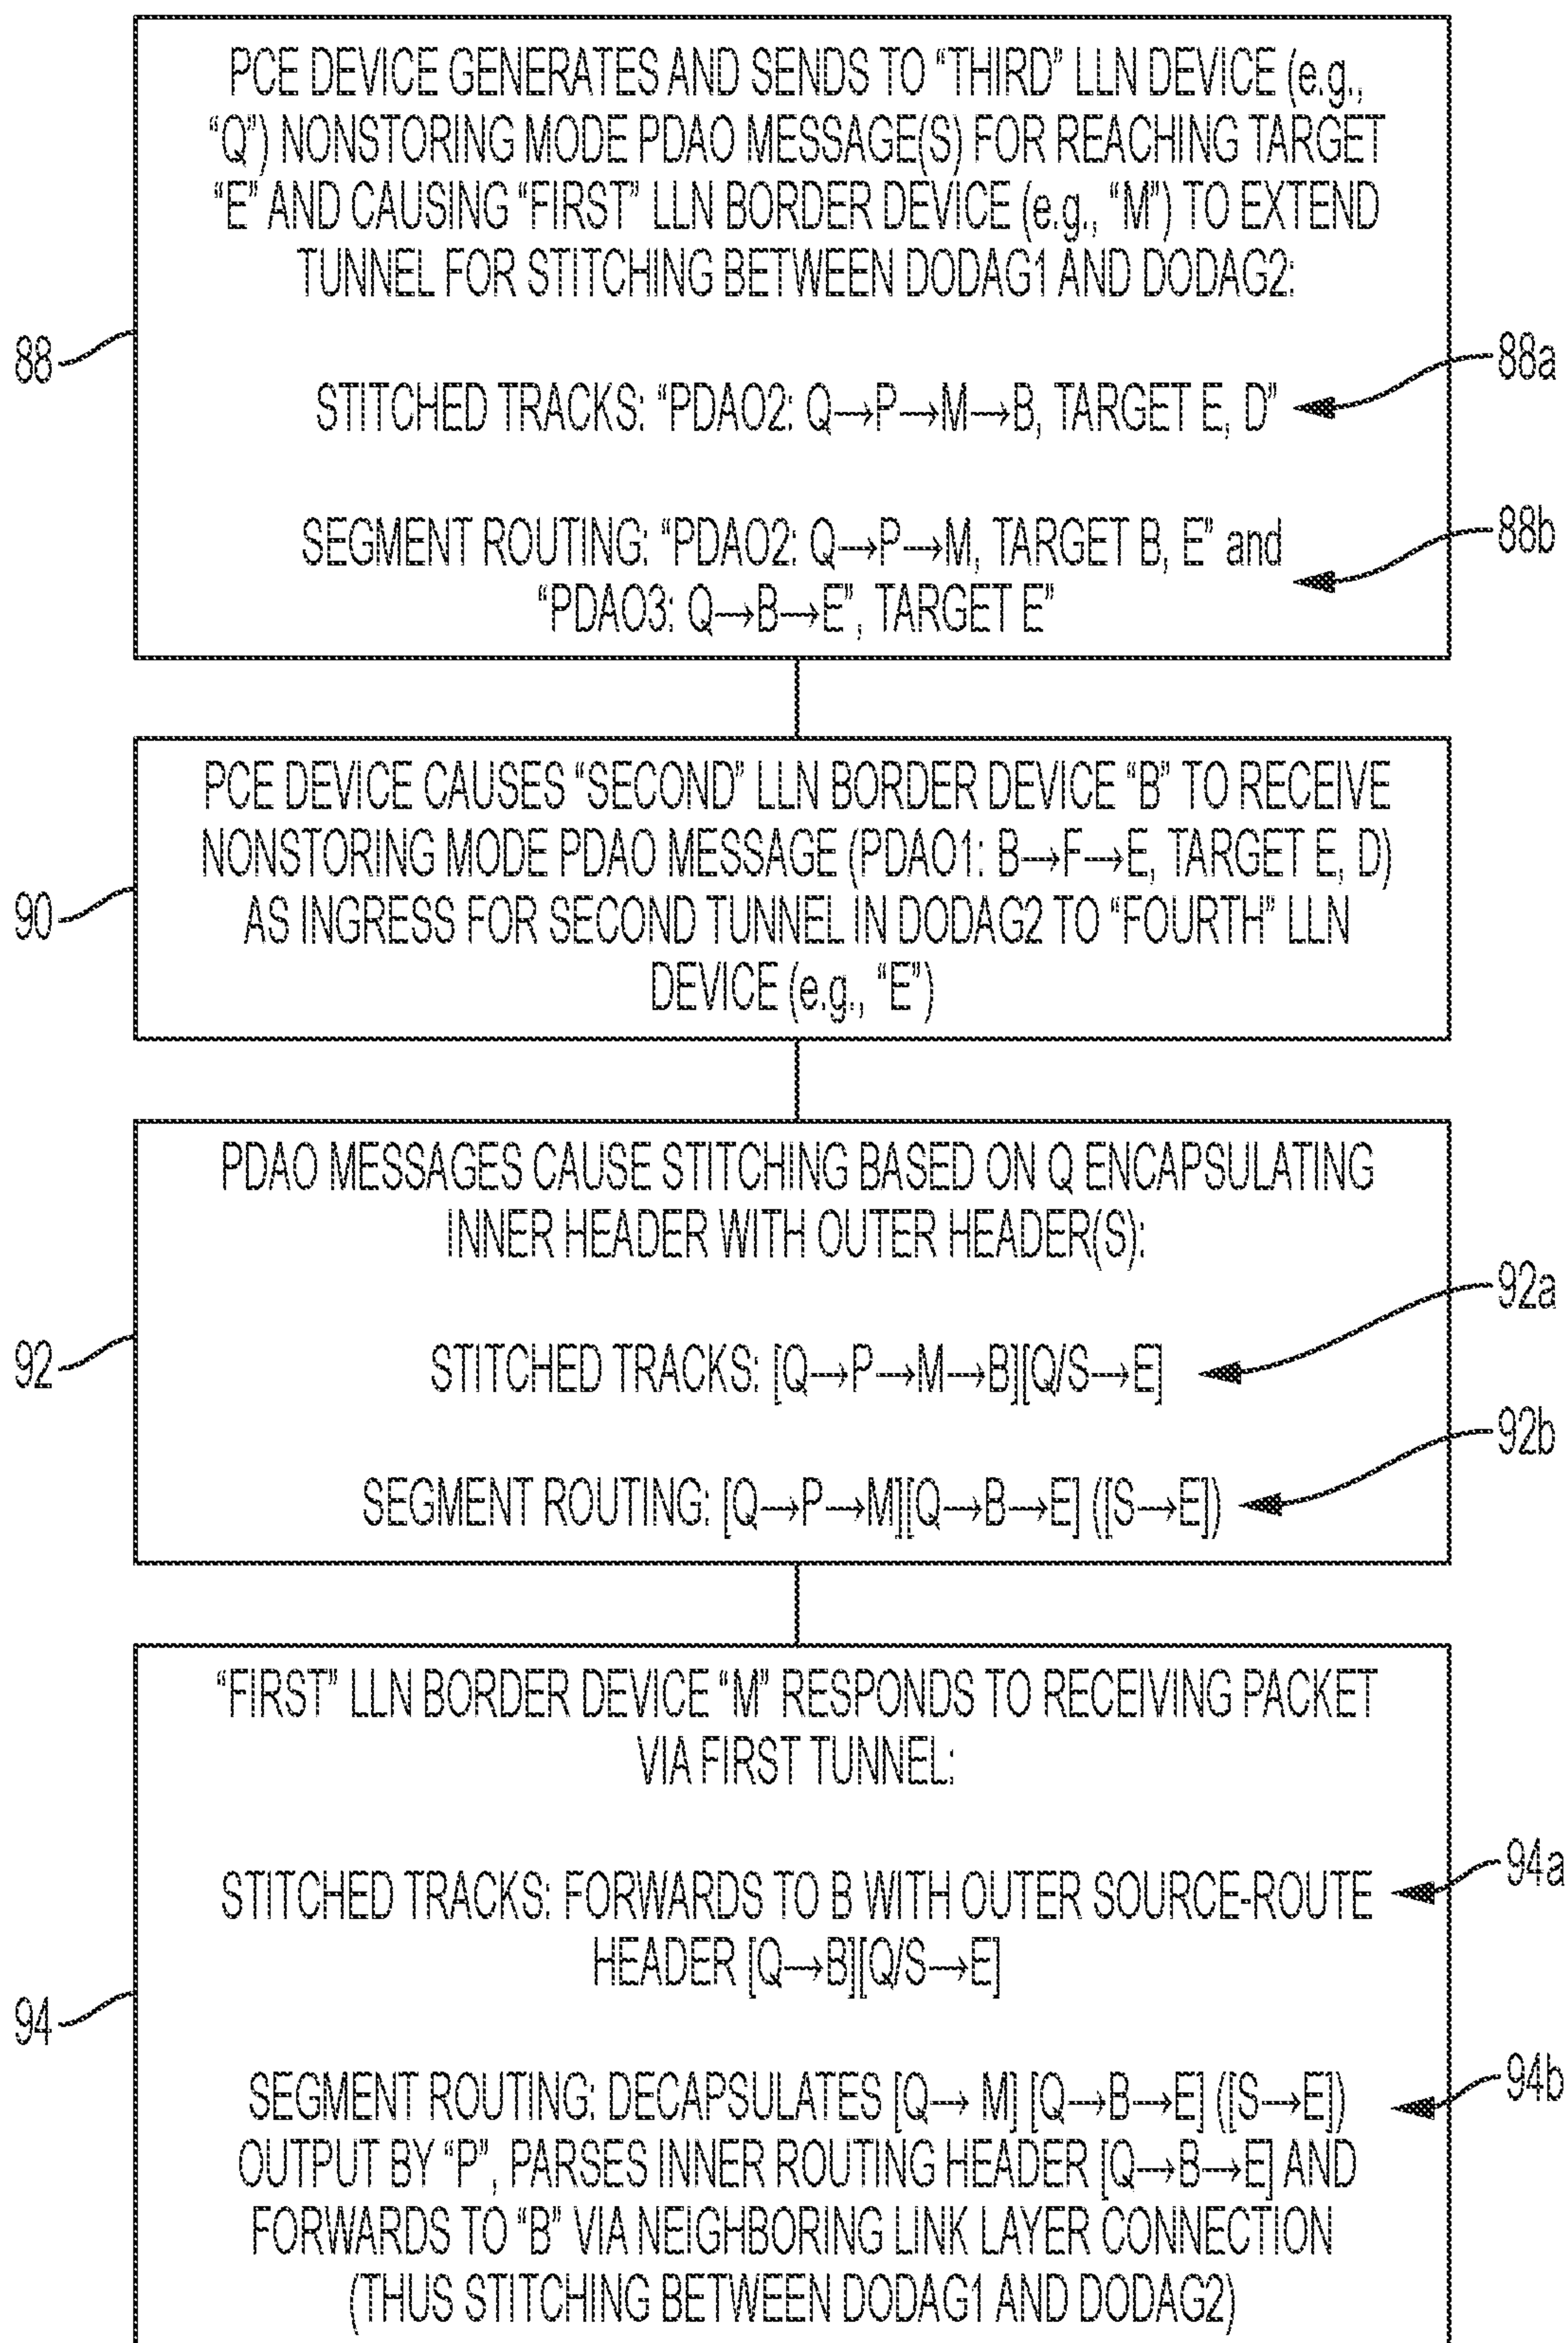 PCE DEVICE GENERATES AND SENDS TO “THIRD” LLN DEVICE (e.g.,
“Q”) NONSTORING MODE PDAO MESSAGE(S) FOR REACHING TARGET
“E” AND CAUSING “FIRST” LLN BORDER DEVICE (e.g., “M”) TO EXTEND
TUNNEL FOR STITCHING BETWEEN DODAG1 AND DODAG2:
88
88a
STITCHED TRACKS: “PDAO2: Q→P→M→B, TARGET E, D”
88b
SEGMENT ROUTING: “PDAO2: Q→P→M, TARGET B, E” and
“PDAO3: Q→B→E”, TARGET E”
PCE DEVICE CAUSES “SECOND” LLN BORDER DEVICE “B” TO RECEIVE
NONSTORING MODE PDAO MESSAGE (PDAO1: B→F→E, TARGET E, D)
90
AS INGRESS FOR SECOND TUNNEL IN DODAG2 TO “FOURTH” LLN
DEVICE (e.g., “E”)
PDAO MESSAGES CAUSE STITCHING BASED ON Q ENCAPSULATING
INNER HEADER WITH OUTER HEADER(S):
92a
92
STITCHED TRACKS: [Q→P→M→B][Q/S→E]
92b
SEGMENT ROUTING: [Q→P→M][Q→B→E] ([S→E])
“FIRST” LLN BORDER DEVICE “M” RESPONDS TO RECEIVING PACKET
VIA FIRST TUNNEL:
94a
STITCHED TRACKS: FORWARDS TO B WITH OUTER SOURCE-ROUTE
HEADER [Q→B][Q/S→E]
94
94b
SEGMENT ROUTING: DECAPSULATES [Q→ M] [Q→B→E] ([S→E])
OUTPUT BY “P”, PARSES INNER ROUTING HEADER [Q→B→E] AND
FORWARDS TO “B” VIA NEIGHBORING LINK LAYER CONNECTION
(THUS STITCHING BETWEEN DODAG1 AND DODAG2)